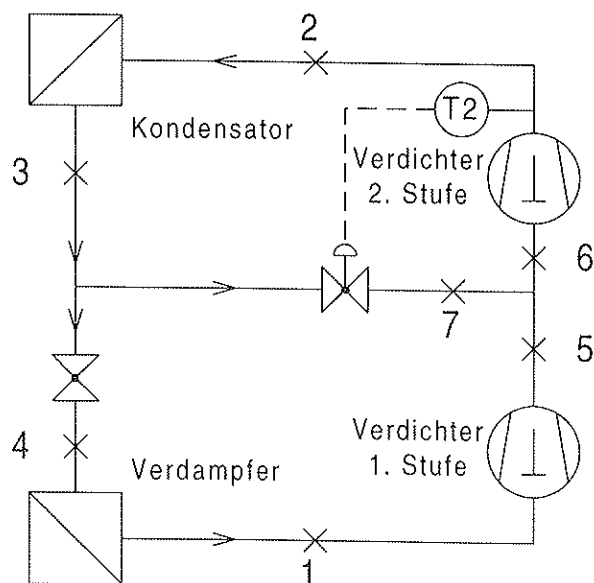 2
T2
Kondensator
Verdichter
2. Stufe
3
6
7
5
Verdichter
1. Stufe
4
Verdampfer
1